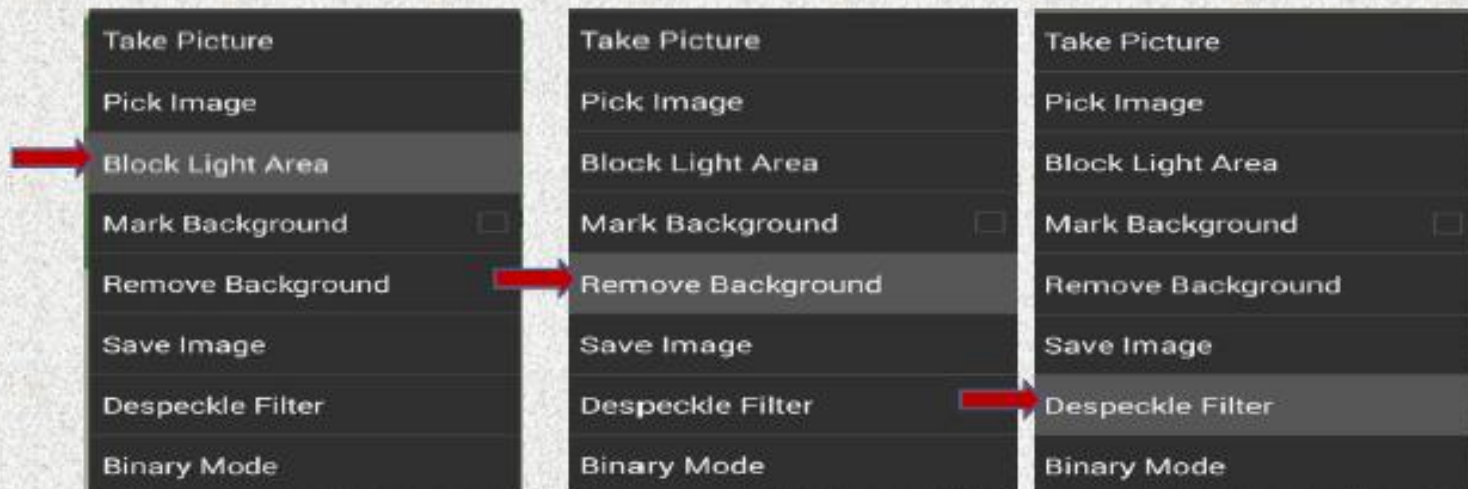 Take Picture
Pick Image
Block Light Area
Mark Background
Remove Background
Save Image
Despeckle Filter
Binary Mode
Take Picture
Pick Image
Block Light Area
Mark Background
Remove Background
Save Image
Despeckle Filter
Binary Mode
Take Picture
Pick Image
Block Light Area
Mark Background
Remove Background
Save Image
Despeckle Filter
Binary Mode